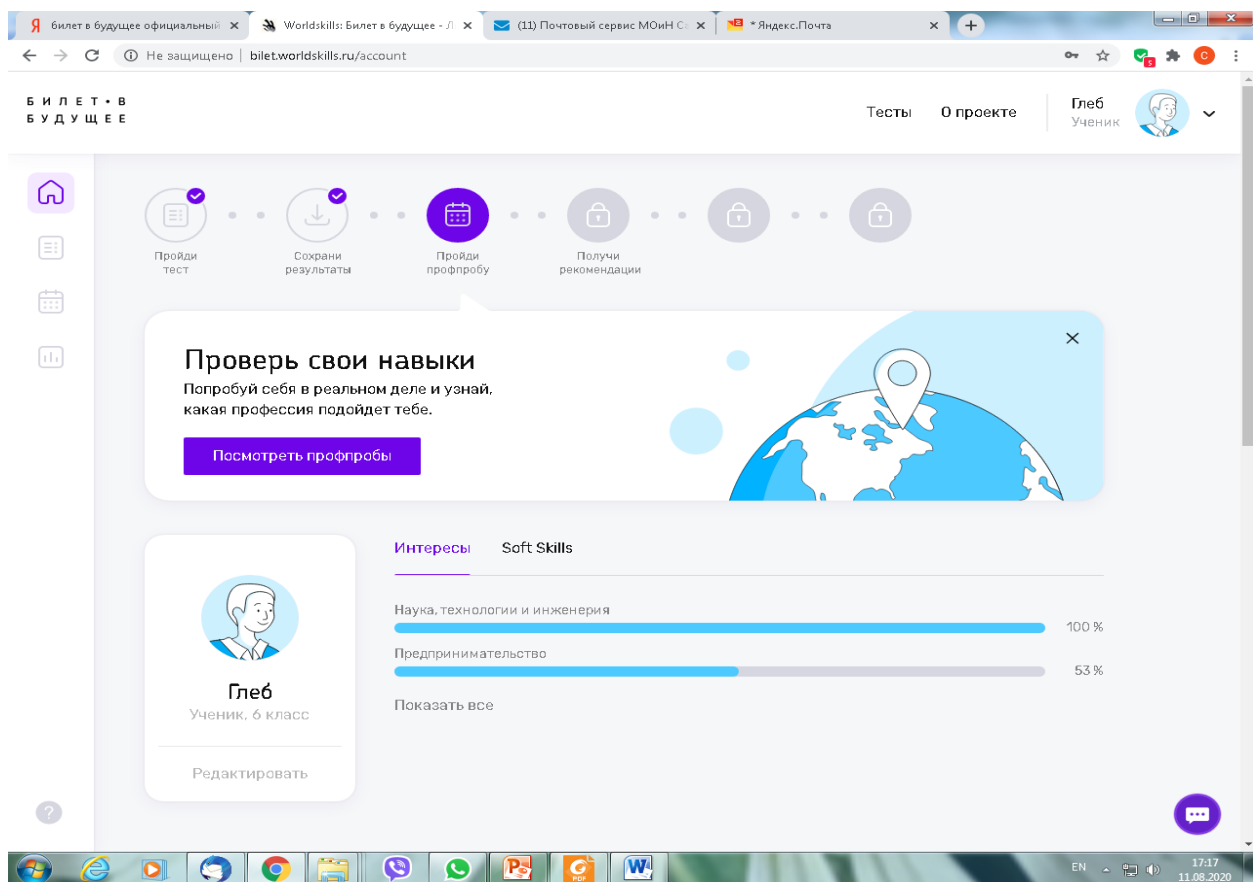 билет в будущее официальный
Worldskills: Билет в будущее - Л
(11) Почтовый сервис МОиН Са
* Яндекс.Почта
Не защищено | bilet.worldskills.ru/account
БИЛЕТ • В
БУДУЩЕЕ
Тесты
О проекте
Глеб
Ученик
Пройди
тест
Сохрани
результаты
Пройди
профпробу
Получи
рекомендации
Проверь свои навыки
Попробуй себя в реальном деле и узнай,
какая профессия подойдет тебе.
Посмотреть профпробы
Интересы
Soft Skills
Наука, технологии и инженерия
100 %
Предпринимательство
53 %
Показать все
Глеб
Ученик, 6 класс
Редактировать
EN
17:17
11.08.2020